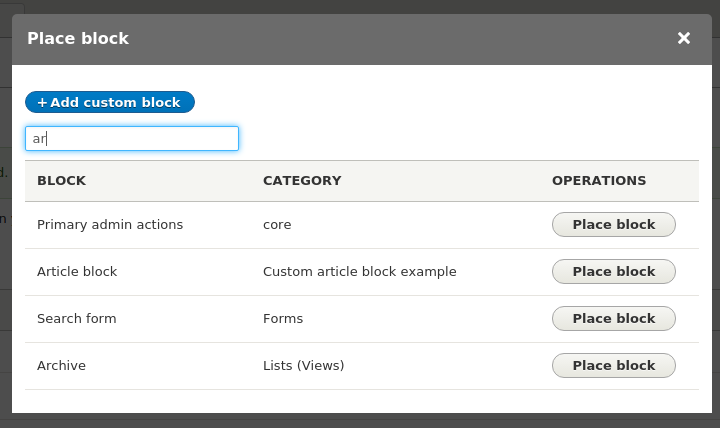 Place block
+ Add custom block
ar
BLOCK CATEGORY OPERATIONS
Primary admin actions core Place block
Article block Custom article block example Place block
Search form Forms Place block
Archive Lists (Views) Place block